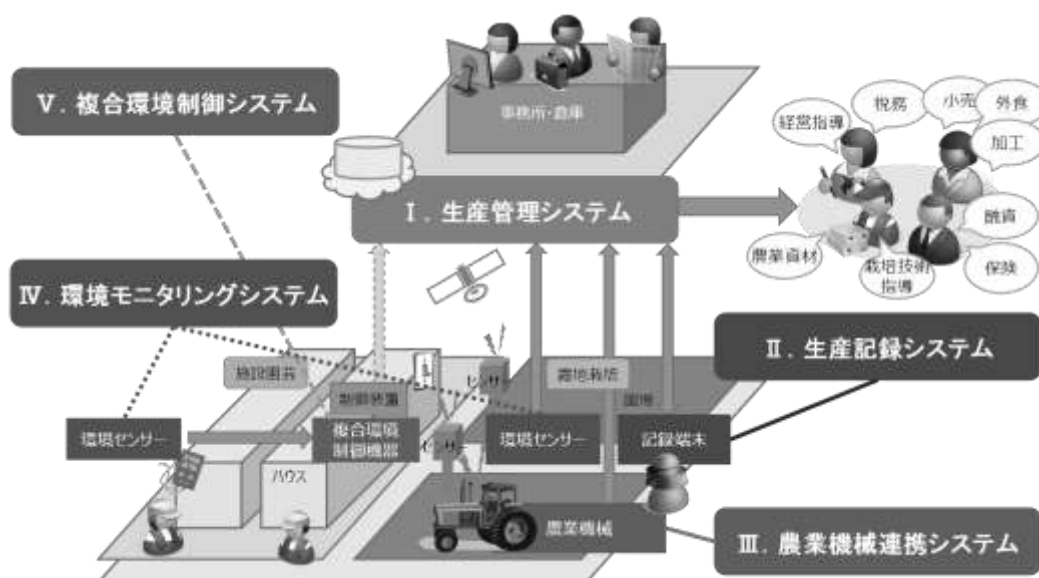 事務所・倉庫
Ⅴ．複合環境制御システム
経営指導
税務
小売
外食
加工
Ⅰ．生産管理システム
融資
農業資材
栽培技術
指導
保険
Ⅳ．環境モニタリングシステム
Ⅱ．生産記録システム
施設園芸
センサー
露地栽培
圃場
制御装置
環境センサー
複合環境
制御機器
センサー
環境センサー
記録端末
ハウス
農業機械
Ⅲ．農業機械連携システム